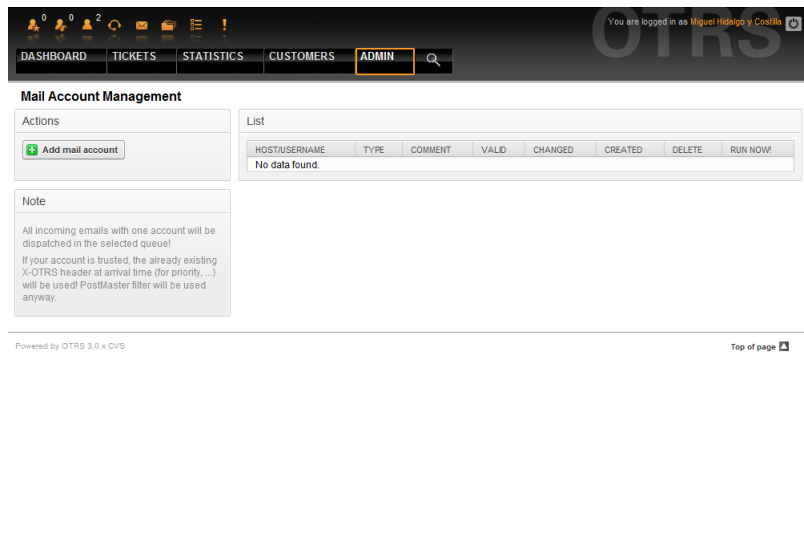 0 0 2
You are logged in as Miguel Hidalgo y Costilla
OTRS
DASHBOARD TICKETS STATISTICS CUSTOMERS ADMIN
Mail Account Management
Actions
Add mail account
List
HOST/USERNAME TYPE COMMENT VALID CHANGED CREATED DELETE RUN NOW!
No data found.
Note
All incoming emails with one account will be
dispatched in the selected queue!
If your account is trusted, the already existing
X-OTRS header at arrival time (for priority, ...)
will be used! PostMaster filter will be used
anyway.
Powered by OTRS 3.0.x CVS
Top of page